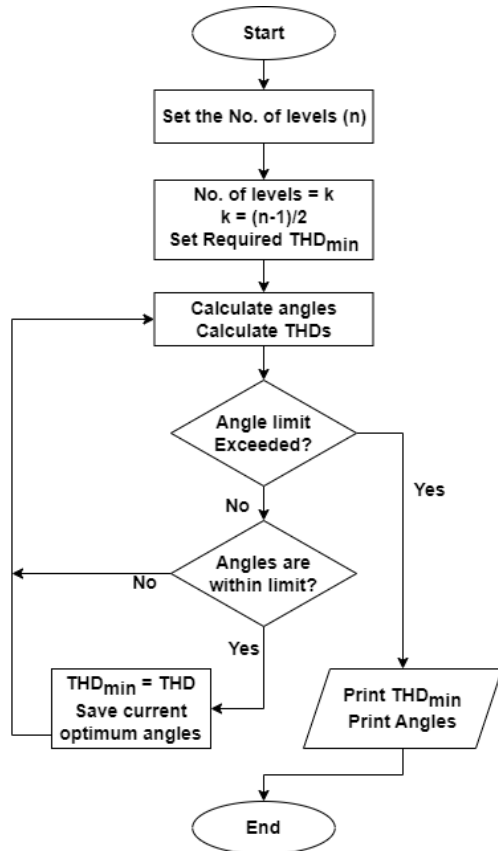 Start
Set the No. of levels (n)
No. of levels = k
k = (n-1)/2
Set Required THDmin
Calculate angles
Calculate THDs
Angle limit
Exceeded?
Yes
No
Angles are
within limit?
No
Yes
THDmin = THD
Save current
optimum angles
Print THDmin
Print Angles
End